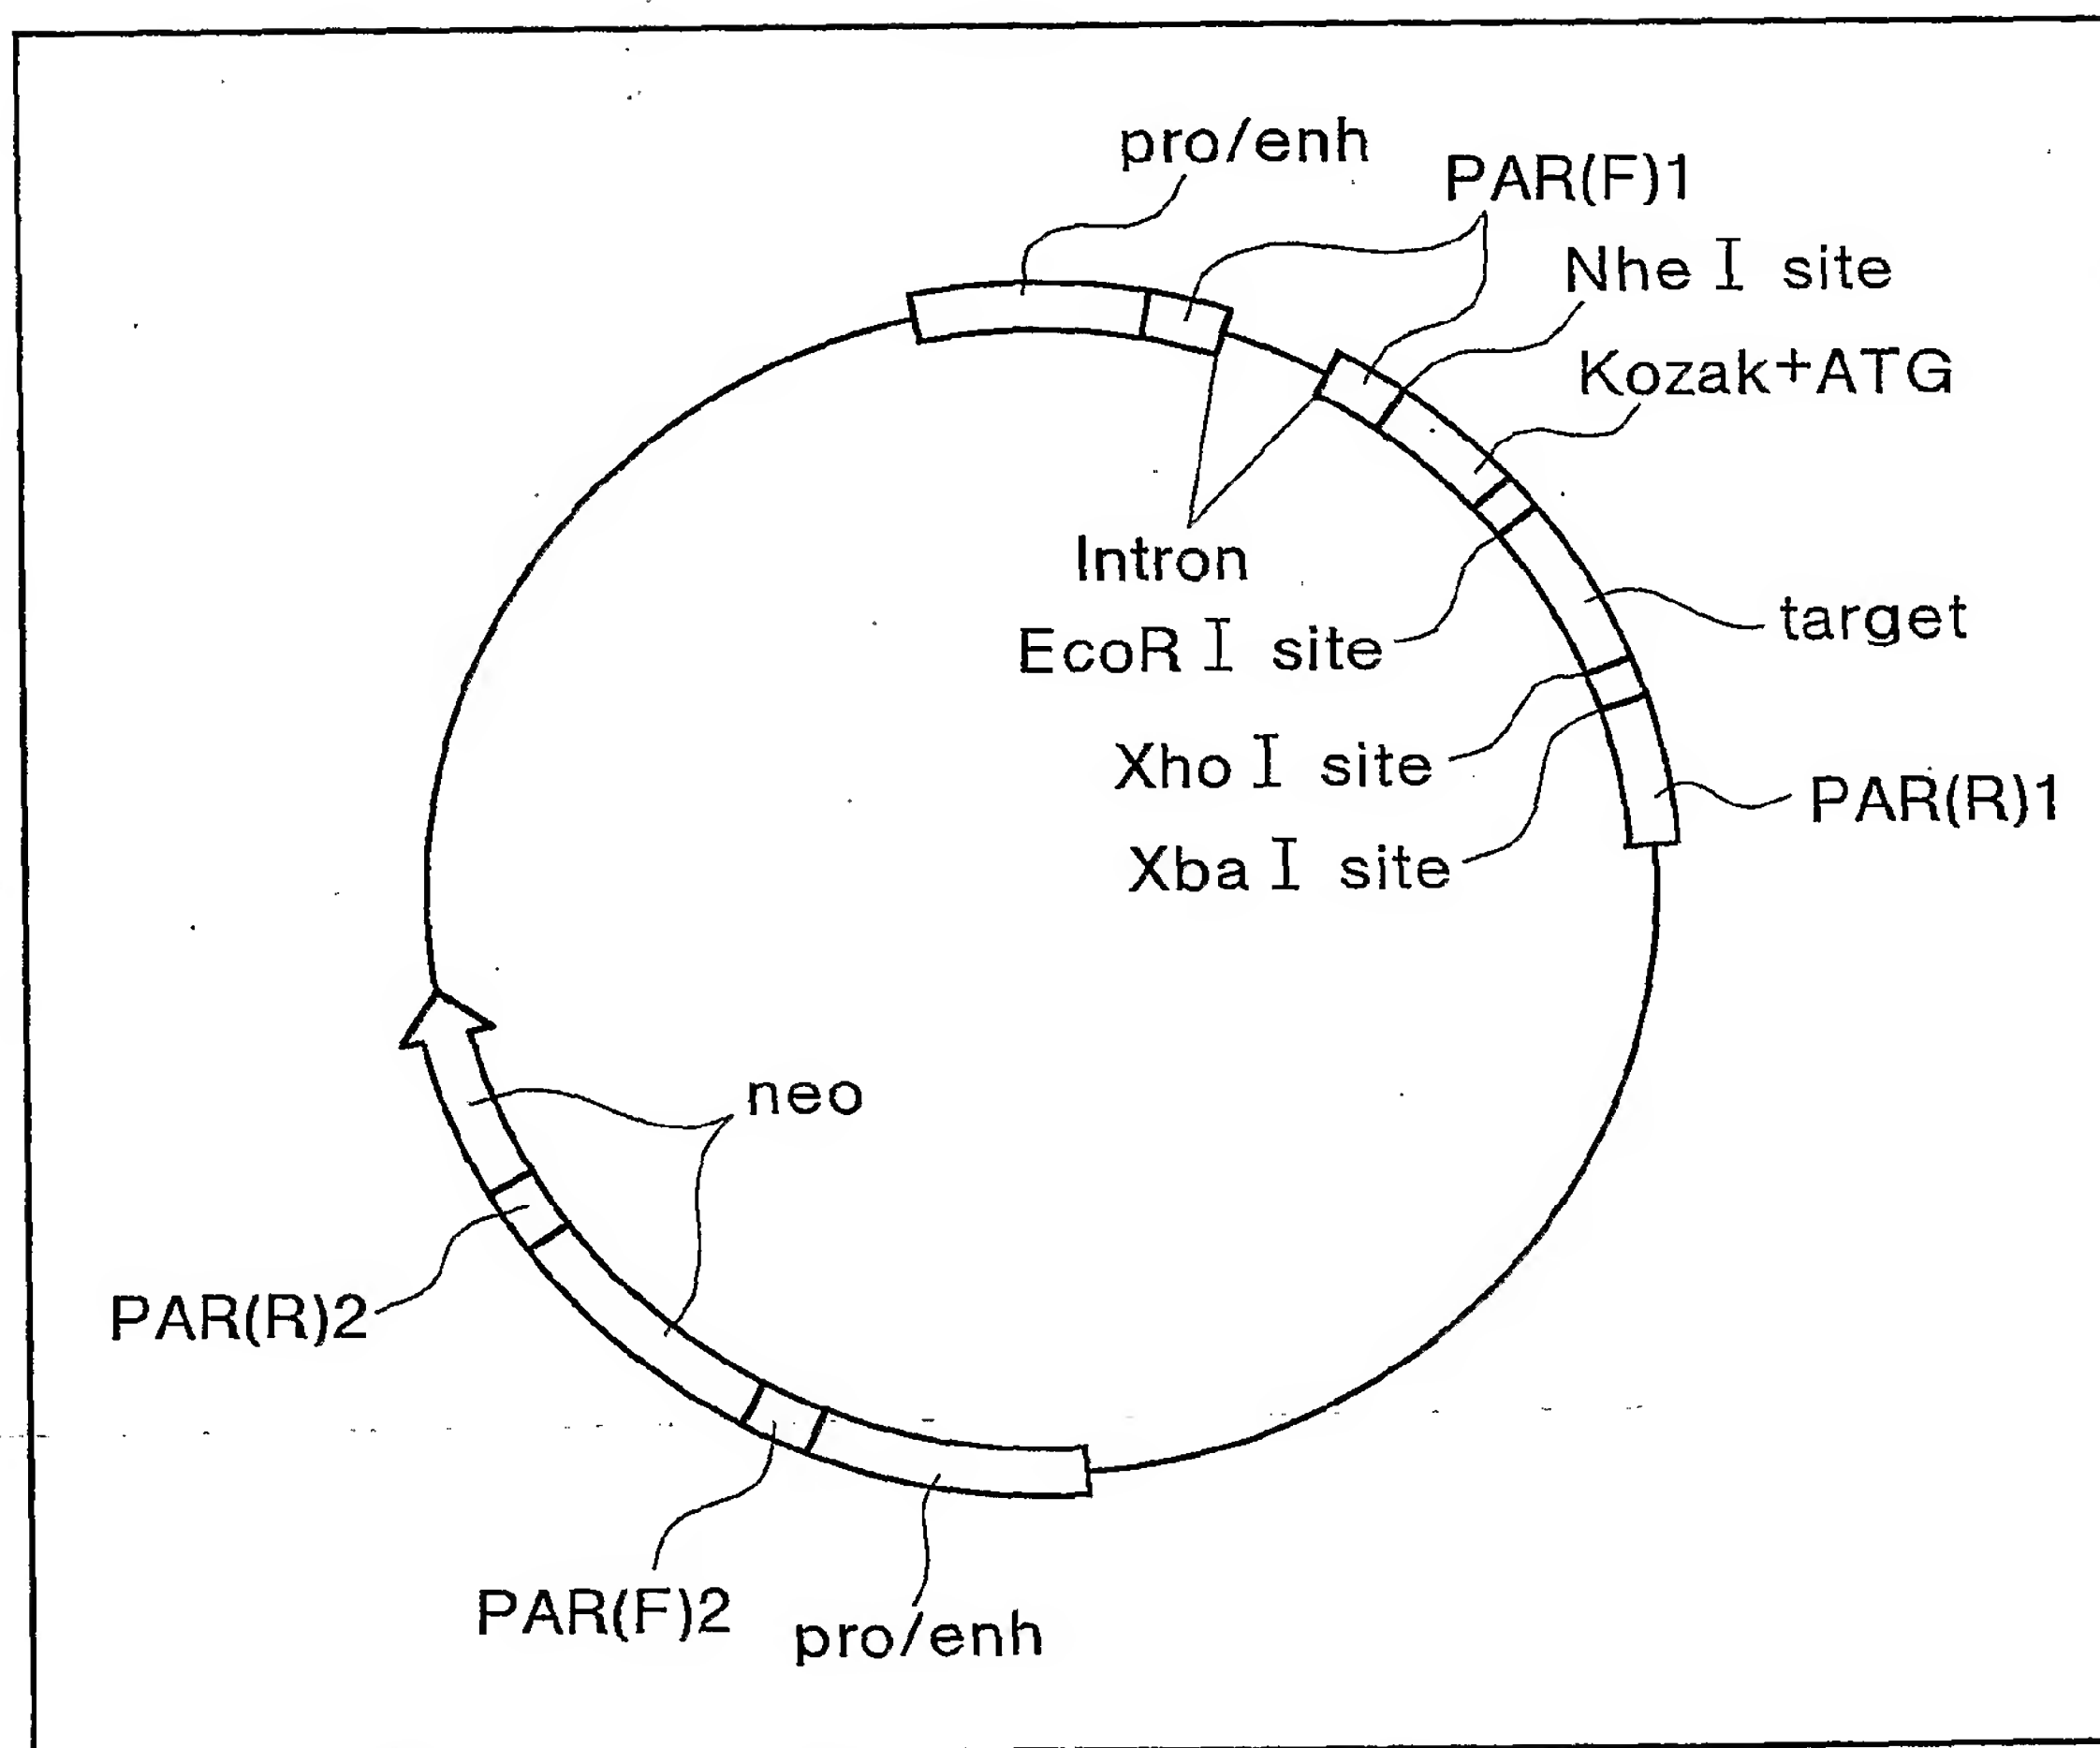 pro/enh
PAR(F)1
Nhe I site
Kozak+ATG
Intron
EcoR I site
target
Xho I site
PAR(R)1
Xba I site
neo
PAR(R)2
PAR(F)2
pro/enh